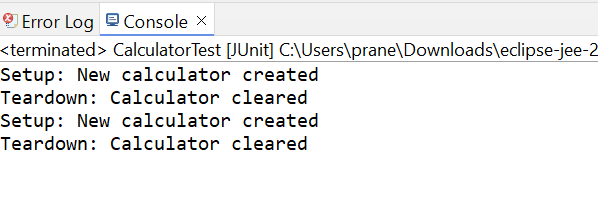 Error Log Console
<terminated> CalculatorTest [JUnit] C:\Users\prane\Downloads\eclipse-jee-2
Setup: New calculator created
Teardown: Calculator cleared
Setup: New calculator created
Teardown: Calculator cleared